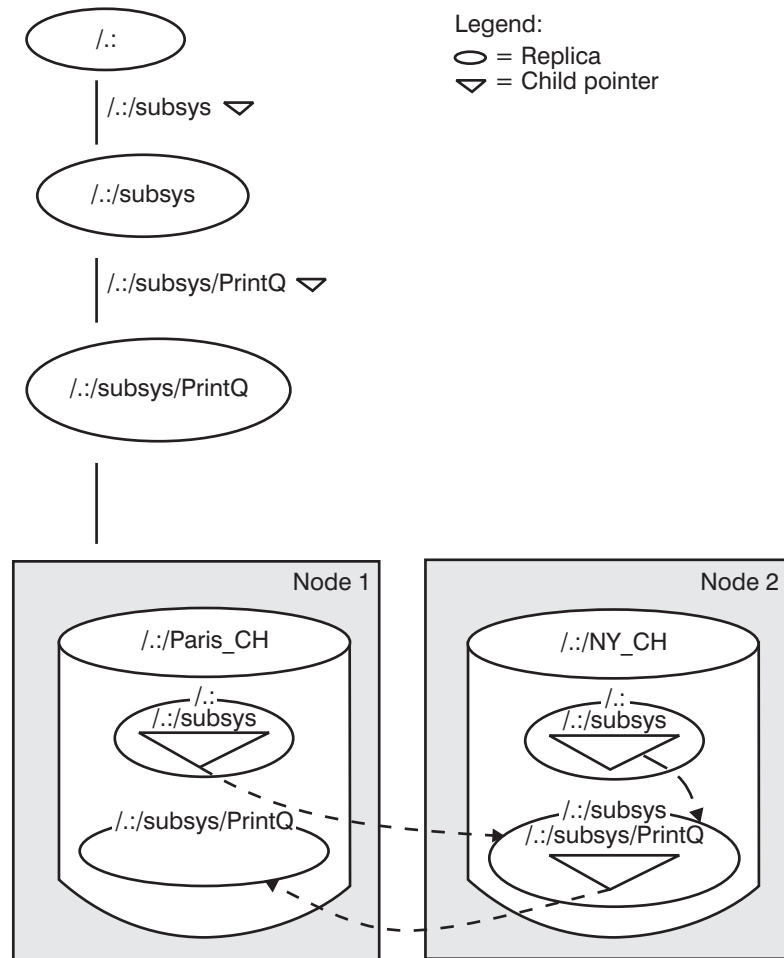 /.:
Legend:
= Replica
= Child pointer
/.:/subsys
/.:/subsys
/.:/subsys/PrintQ
/.:/subsys/PrintQ
Node 1
/.:/Paris_CH
/.:
/.:/subsys
/.:/subsys/PrintQ
Node 2
/.:/NY_CH
/.:
/.:/subsys
/.:/subsys
/.:/subsys/PrintQ